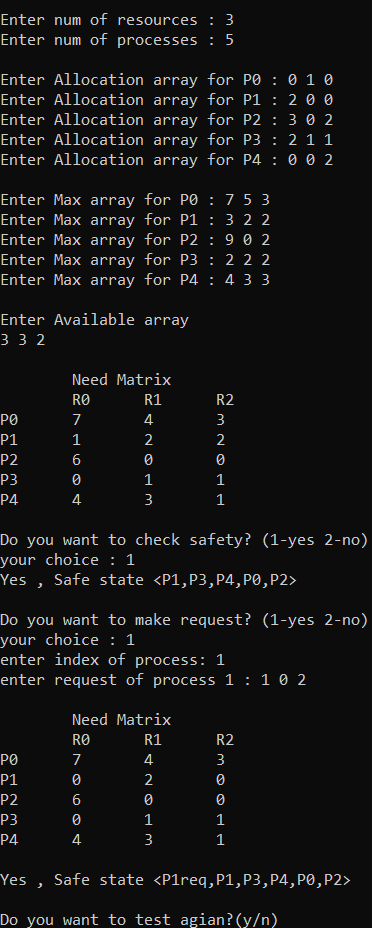 Enter num of resources : 3
Enter num of processes : 5
Enter Allocation array for P0 : 0 1 0
Enter Allocation array for P1 : 2 0 0
Enter Allocation array for P2 : 3 0 2
Enter Allocation array for P3 : 2 1 1
Enter Allocation array for P4 : 0 0 2
Enter Max array for P0 : 7 5 3
Enter Max array for P1 : 3 2 2
Enter Max array for P2 : 9 0 2
Enter Max array for P3 : 2 2 2
Enter Max array for P4 : 4 3 3
Enter Available array
3 3 2
Need Matrix
R0 R1 R2
P0 7 4 3
P1 1 2 2
P2 6 0 0
P3 0 1 1
P4 4 3 1
Do you want to check safety? (1-yes 2-no)
your choice : 1
Yes , Safe state <P1,P3,P4,P0,P2>
Do you want to make request? (1-yes 2-no)
your choice : 1
enter index of process: 1
enter request of process 1 : 1 0 2
Need Matrix
R0 R1 R2
P0 7 4 3
P1 0 2 0
P2 6 0 0
P3 0 1 1
P4 4 3 1
Yes , Safe state <P1req,P1,P3,P4,P0,P2>
Do you want to test agian?(y/n)